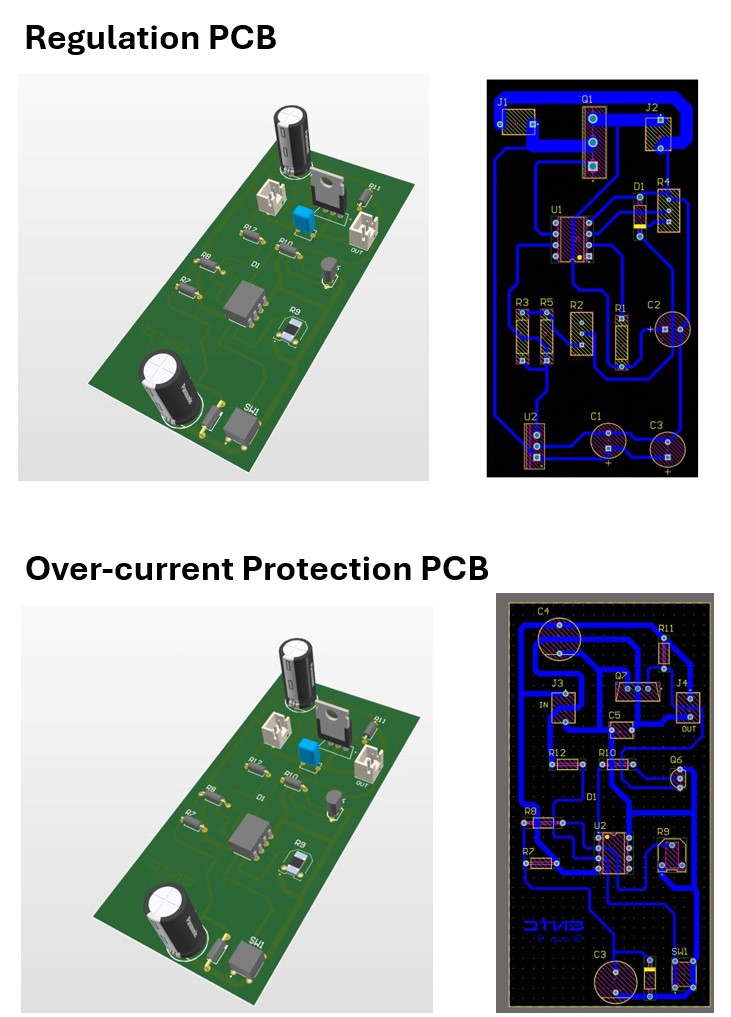 Regulation PCB
R11
OUT
R12
R10
R8
D1
R7
R9
SW1
J1
Q1
J2
D1
R4
U1
R3
R5
R2
R1
C2
+
U2
C1
C3
+
+
Over-current Protection PCB
R11
OUT
R12
R10
R8
D1
R7
R9
SW1
C4
R11
Q7
J3
J4
IN
C5
OUT
R12
R10
Q6
D1
R8
U2
R9
R7
C3
SW1